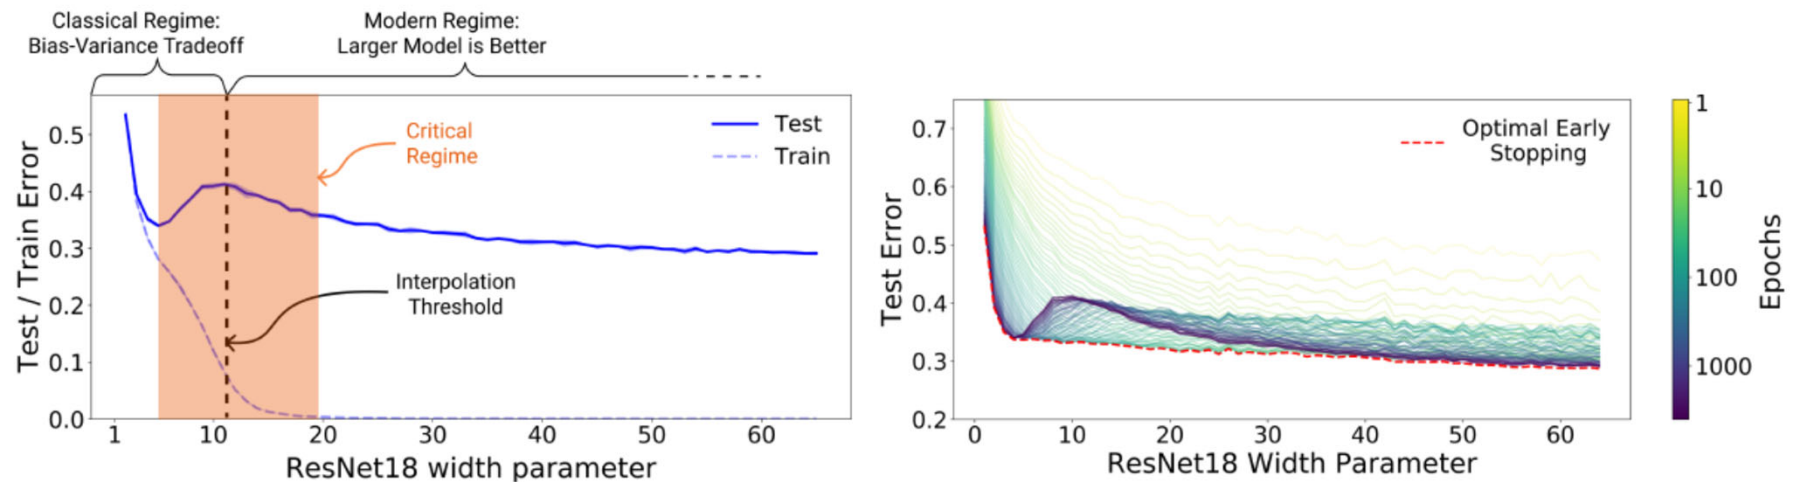 Classical Regime:
Bias-Variance Tradeoff
Modern Regime:
Larger Model is Better
Test / Train Error
0.5
0.4
0.3
0.2
0.1
0.0
1
10
20
30
40
50
60
ResNet18 width parameter
Critical
Regime
Interpolation
Threshold
Test
Train
Test Error
0.7
0.6
0.5
0.4
0.3
0.2
0
10
20
30
40
50
60
ResNet18 Width Parameter
Optimal Early
Stopping
1
10
100
1000
Epochs